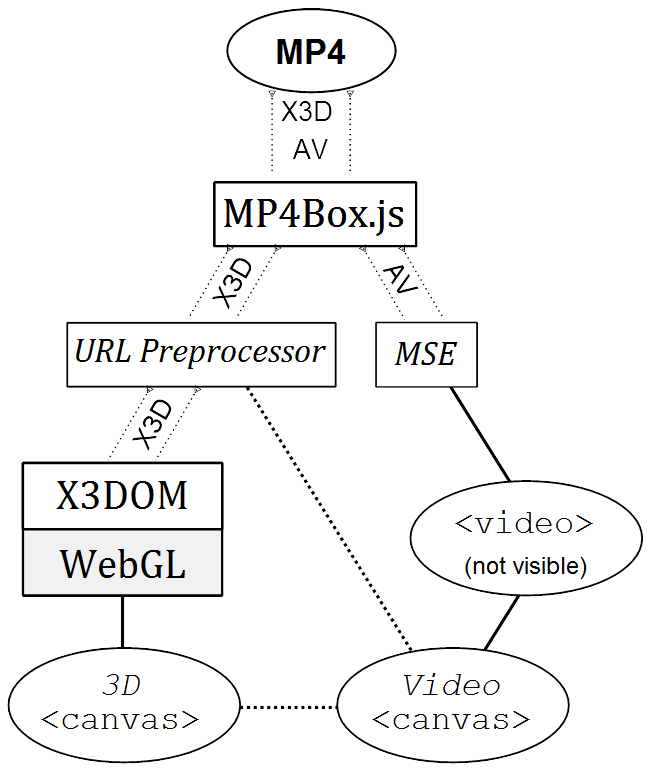 MP4
X3D
AV
MP4Box.js
X3D
AV
URL Preprocessor
MSE
X3D
X3DOM
WebGL
<video>
(not visible)
3D
<canvas>
Video
<canvas>